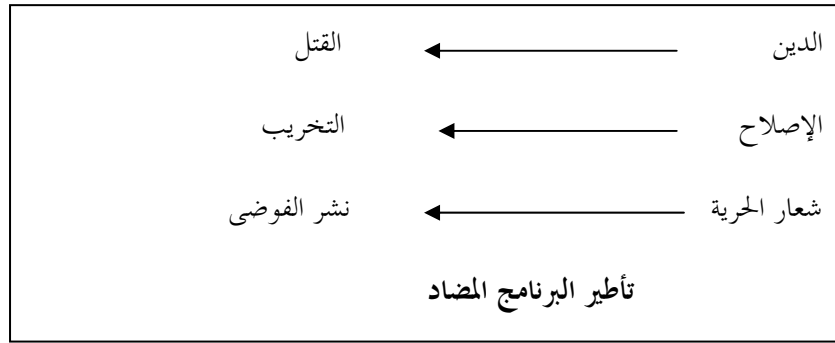 الدين القتل
الإصلاح التخريب
شعار الحرية نشر الفوضى
تأطير البرنامج المضاد